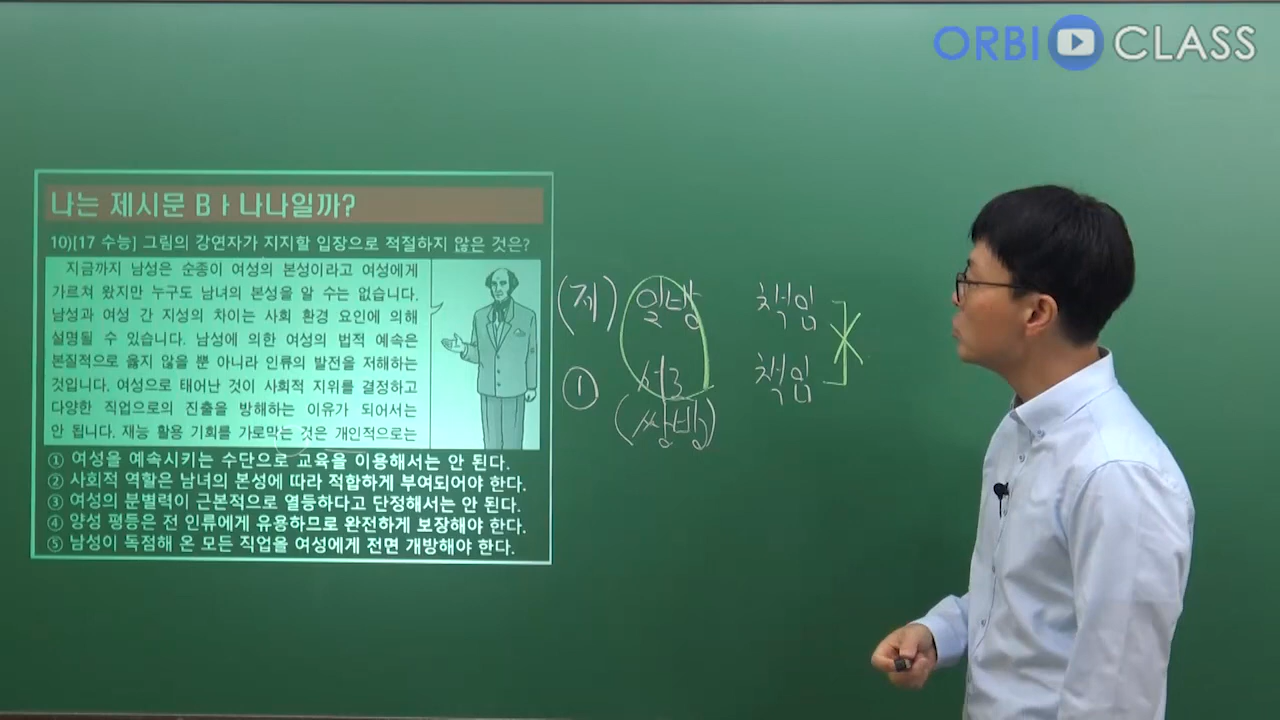 ORBI CLASS
나는 제시문 B ㅏ 나나일까?
10)[17 수능] 그림의 강연자가 지지할 입장으로 적절하지 않은 것은?
지금까지 남성은 순종이 여성의 본성이라고 여성에게
가르쳐 왔지만 누구도 남녀의 본성을 알 수는 없습니다.
남성과 여성 간 지성의 차이는 사회 환경 요인에 의해
설명될 수 있습니다. 남성에 의한 여성의 법적 예속은
본질적으로 옳지 않을 뿐 아니라 인류의 발전을 저해하는
것입니다. 여성으로 태어난 것이 사회적 지위를 결정하고
다양한 직업으로의 진출을 방해하는 이유가 되어서는
안 됩니다. 재능 활용 기회를 가로막는 것은 개인적으로는
① 여성을 예속시키는 수단으로 교육을 이용해서는 안 된다.
② 사회적 역할은 남녀의 본성에 따라 적합하게 부여되어야 한다.
③ 여성의 분별력이 근본적으로 열등하다고 단정해서는 안 된다.
④ 양성 평등은 전 인류에게 유용하므로 완전하게 보장해야 한다.
⑤ 남성이 독점해 온 모든 직업을 여성에게 전면 개방해야 한다.
(제) 일방 책임
① 상호 책임
(쌍방)